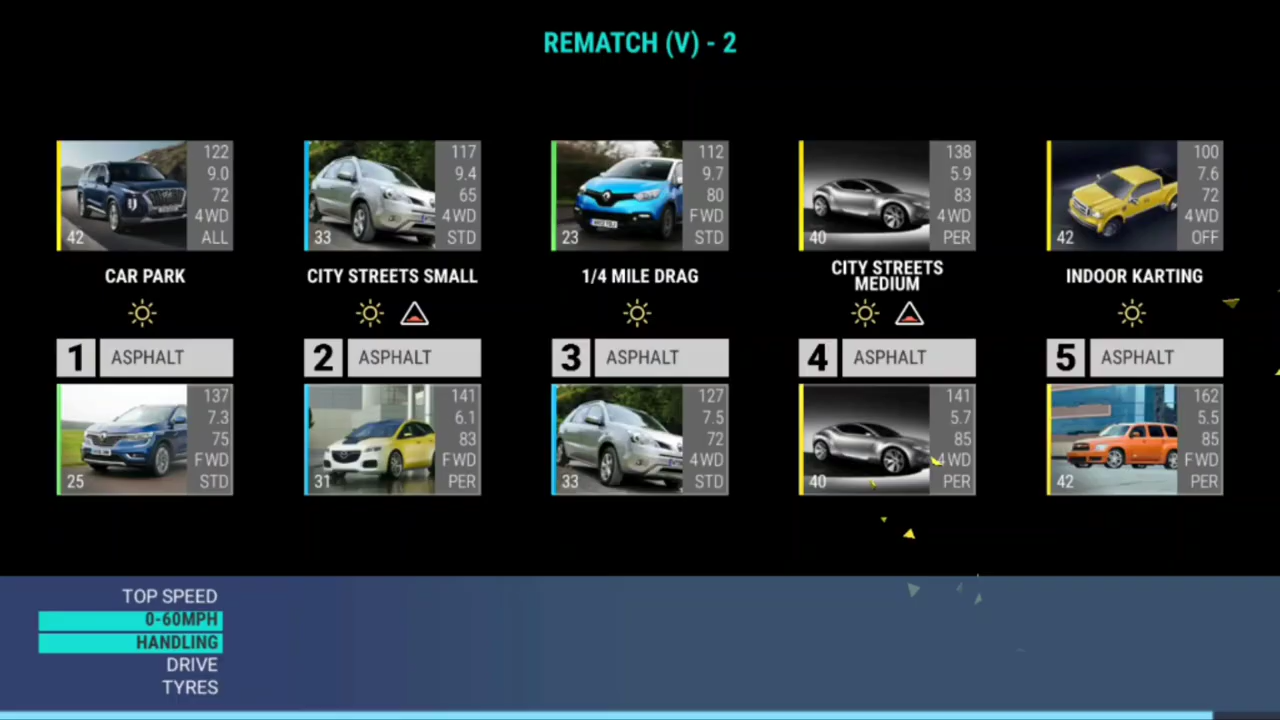 REMATCH (V) - 2
122
9.0
72
4WD
ALL
42
117
9.4
65
4WD
STD
33
112
9.7
80
FWD
STD
23
138
5.9
83
4WD
PER
40
100
7.6
72
4WD
OFF
42
CAR PARK
CITY STREETS SMALL
1/4 MILE DRAG
CITY STREETS
MEDIUM
INDOOR KARTING
1 ASPHALT
2 ASPHALT
3 ASPHALT
4 ASPHALT
5 ASPHALT
137
7.3
75
FWD
STD
25
141
6.1
83
FWD
PER
31
127
7.5
72
4WD
STD
33
141
5.7
85
4WD
PER
40
162
5.5
85
FWD
PER
42
TOP SPEED
0-60MPH
HANDLING
DRIVE
TYRES